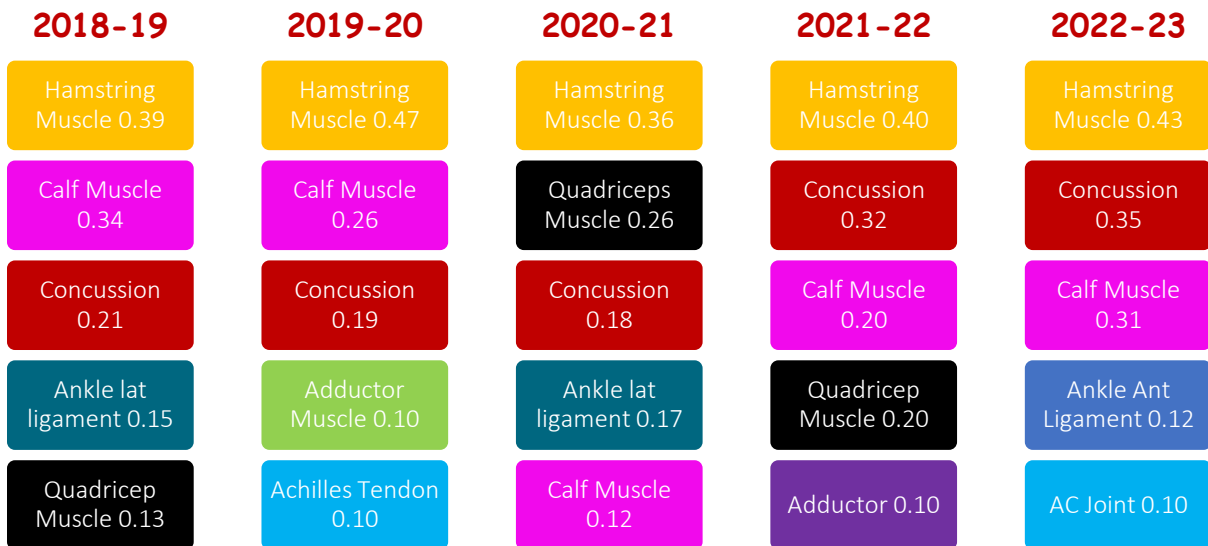 2018-19
Hamstring
Muscle 0.39
Calf Muscle
0.34
Concussion
0.21
Ankle lat
ligament 0.15
Quadricep
Muscle 0.13
2019-20
Hamstring
Muscle 0.47
Calf Muscle
0.26
Concussion
0.19
Adductor
Muscle 0.10
Achilles Tendon
0.10
2020-21
Hamstring
Muscle 0.36
Quadriceps
Muscle 0.26
Concussion
0.18
Ankle lat
ligament 0.17
Calf Muscle
0.12
2021-22
Hamstring
Muscle 0.40
Concussion
0.32
Calf Muscle
0.20
Quadricep
Muscle 0.20
Adductor 0.10
2022-23
Hamstring
Muscle 0.43
Concussion
0.35
Calf Muscle
0.31
Ankle Ant
Ligament 0.12
AC Joint 0.10